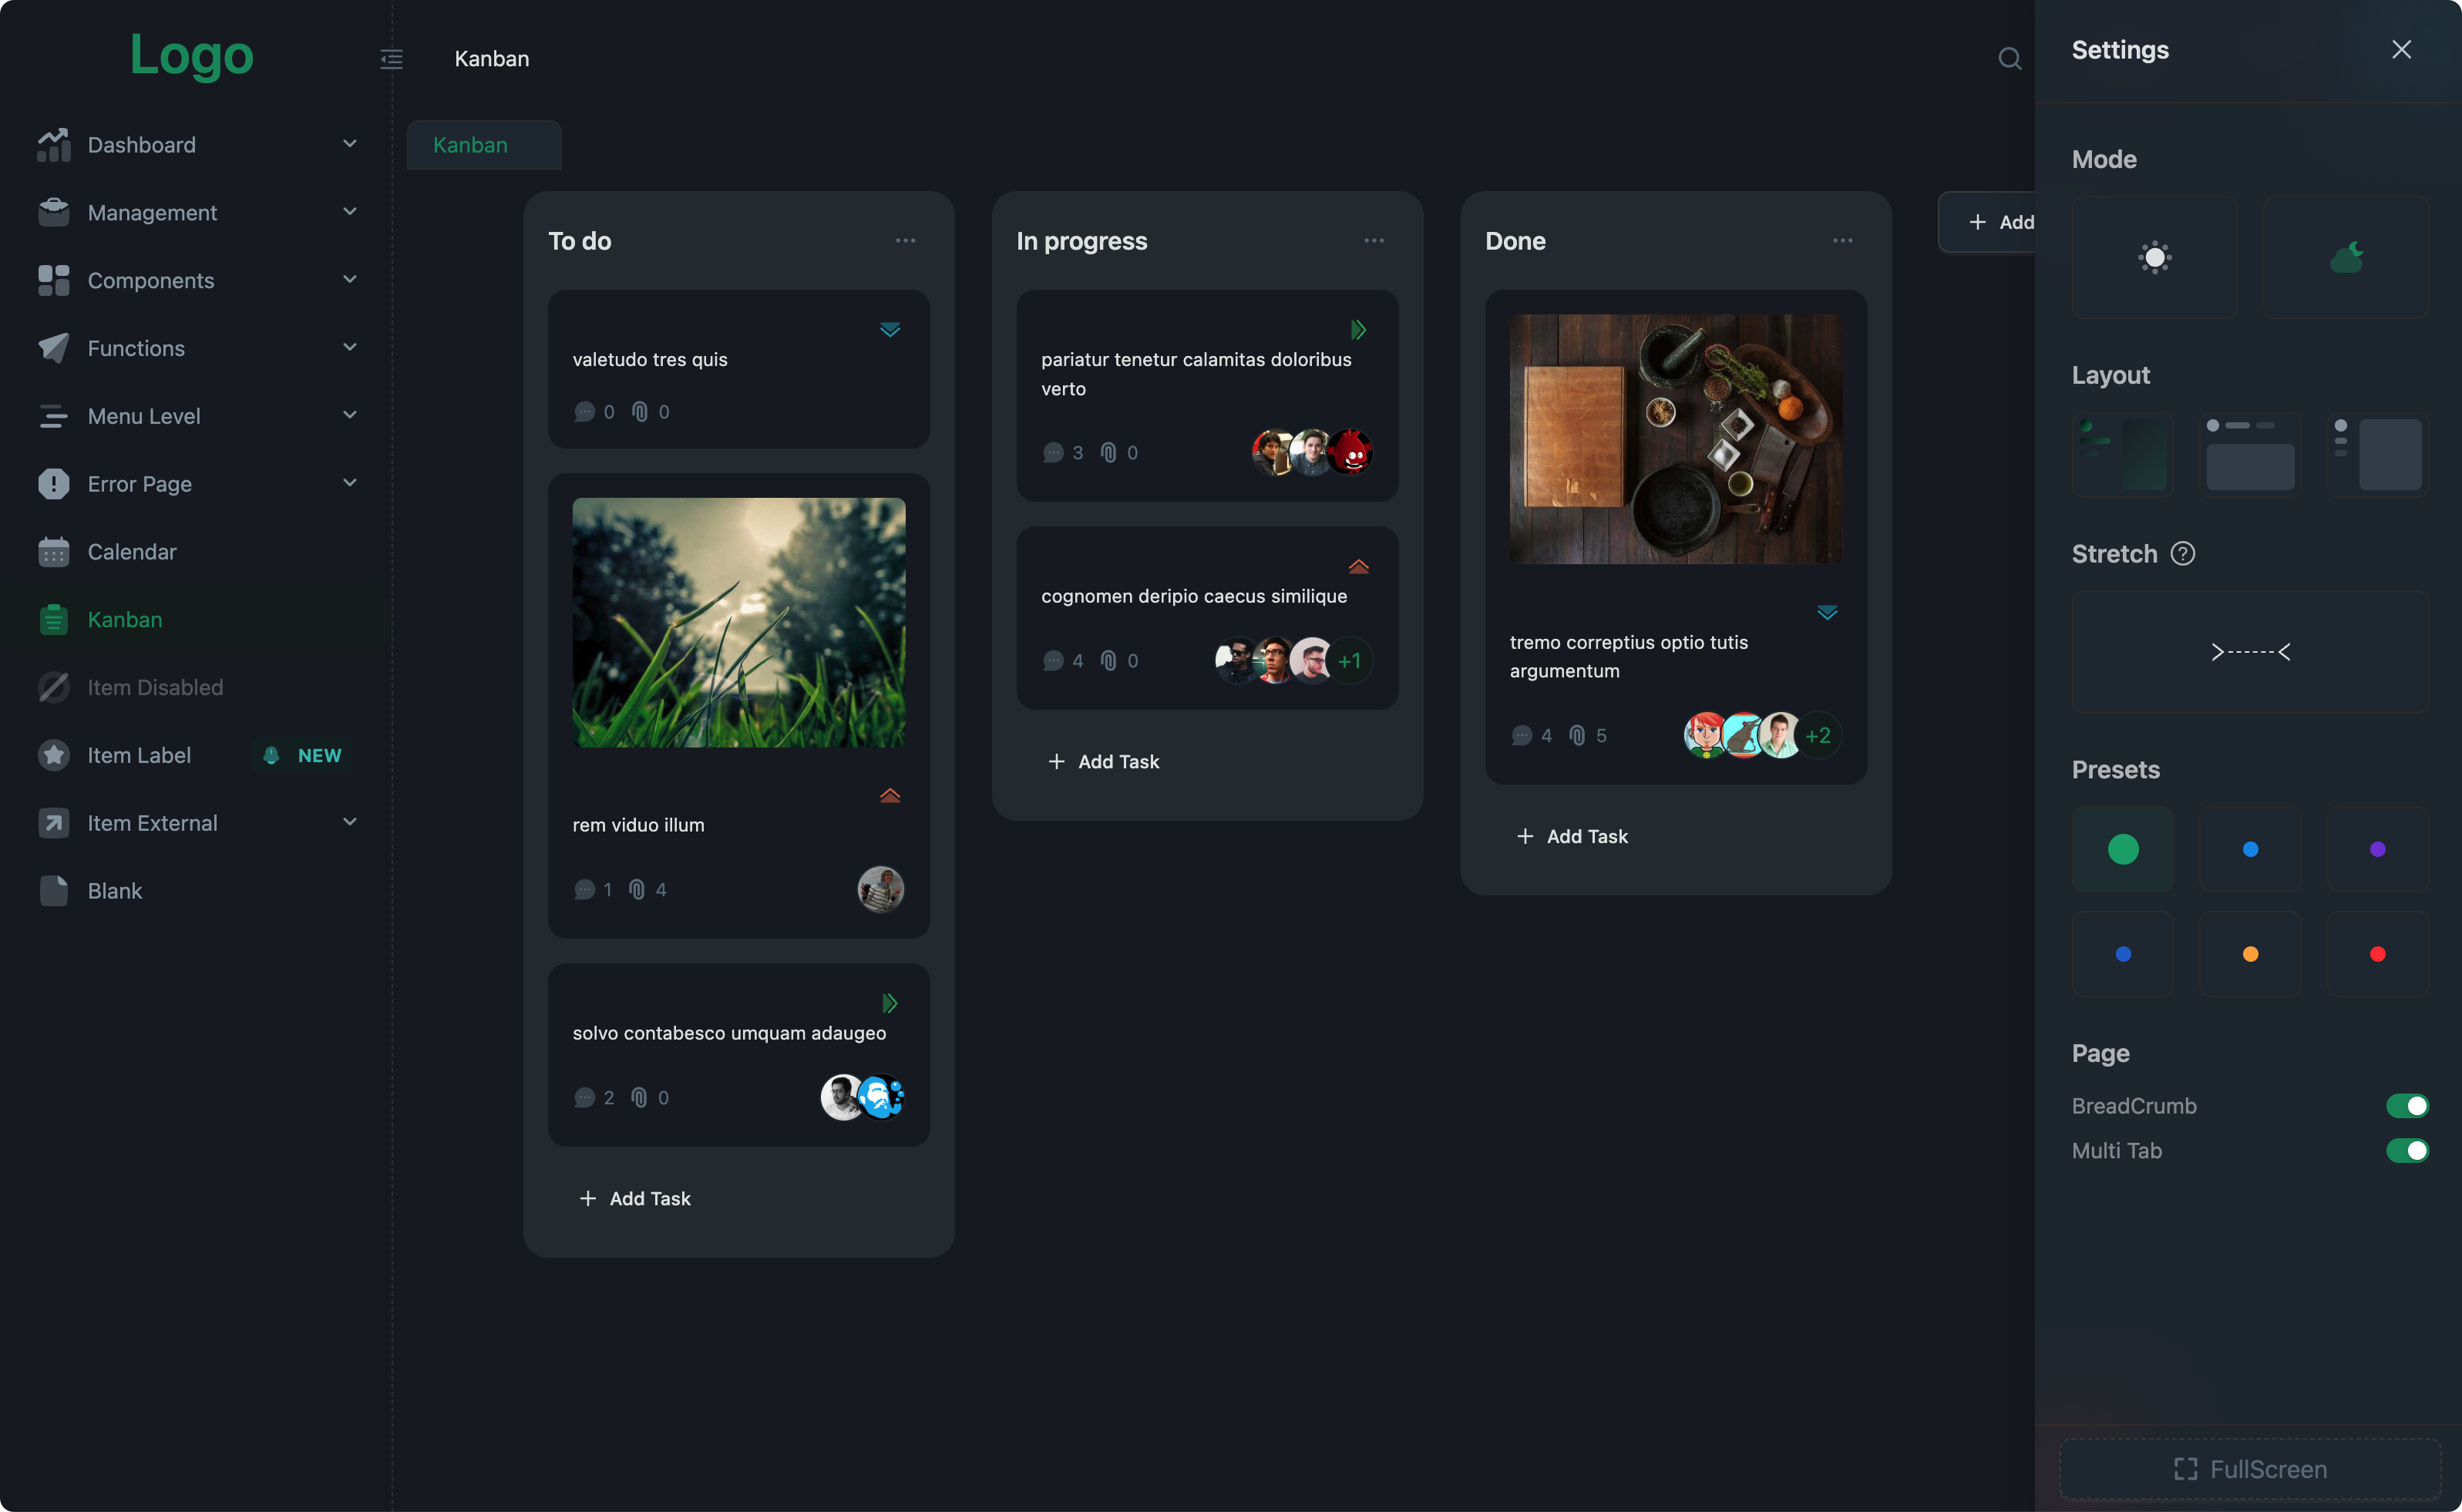 Logo
Dashboard
Management
Components
Functions
Menu Level
Error Page
Calendar
Kanban
Item Disabled
Item Label
NEW
Item External
Blank
Kanban
Kanban
To do
valetudo tres quis
0 0
rem viduo illum
1 4
solvo contabesco umquam adaugeo
2 0
+ Add Task
In progress
pariatur tenetur calamitas doloribus
verto
3 0
cognomen deripio caecus similique
4 0
+1
+ Add Task
Done
tremo correptius optio tutis
argumentum
4 5
+2
+ Add Task
+ Add
Settings
Mode
Layout
Stretch ?
Presets
Page
BreadCrumb
Multi Tab
FullScreen